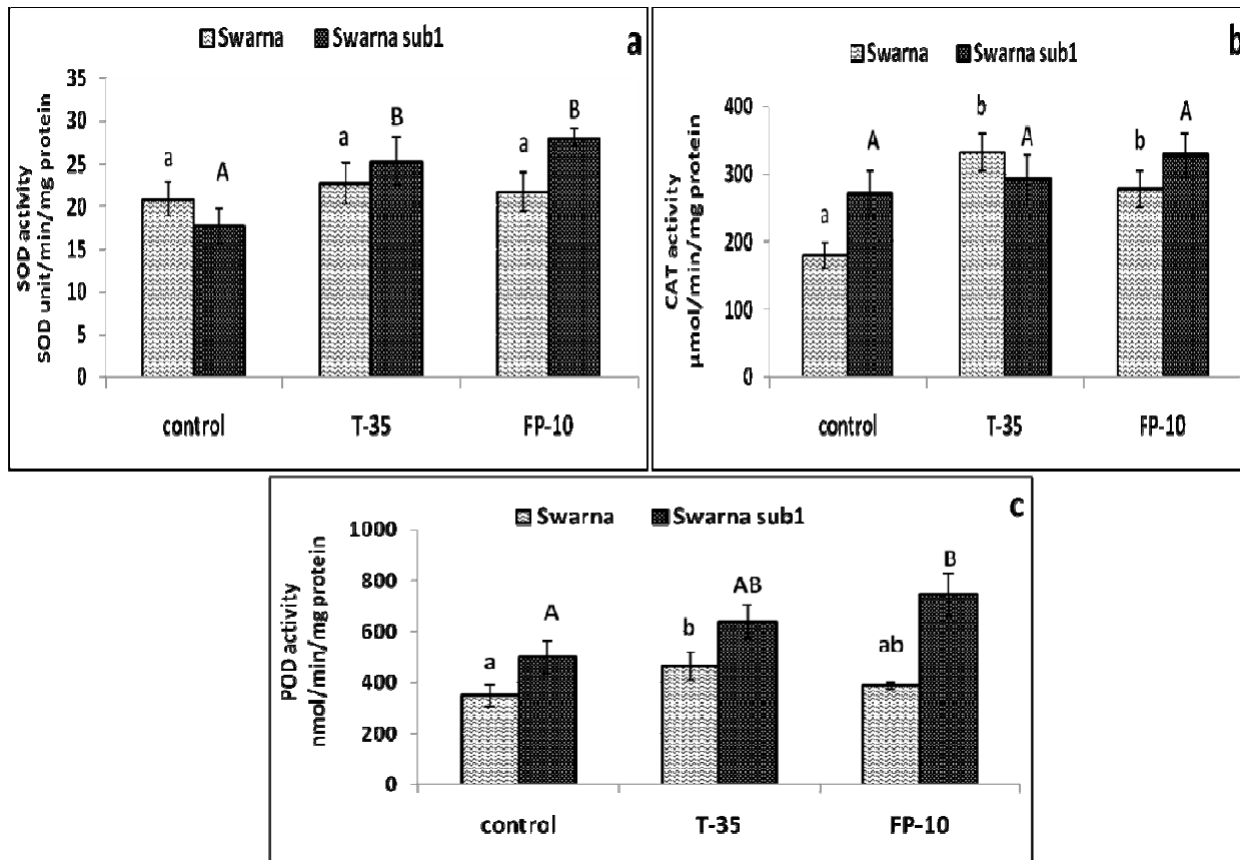 Swarna Swarna sub1
a
SOD activity
SOD unit/min/mg protein
35
30
25
20
15
10
5
0
a A a B a B
control T-35 FP-10
Swarna Swarna sub1
b
CAT activity
µmol/min/mg protein
400
300
200
100
0
a A b A b A
control T-35 FP-10
Swarna Swarna sub1
c
POD activity
nmol/min/mg protein
1000
800
600
400
200
0
a A b AB ab B
control T-35 FP-10